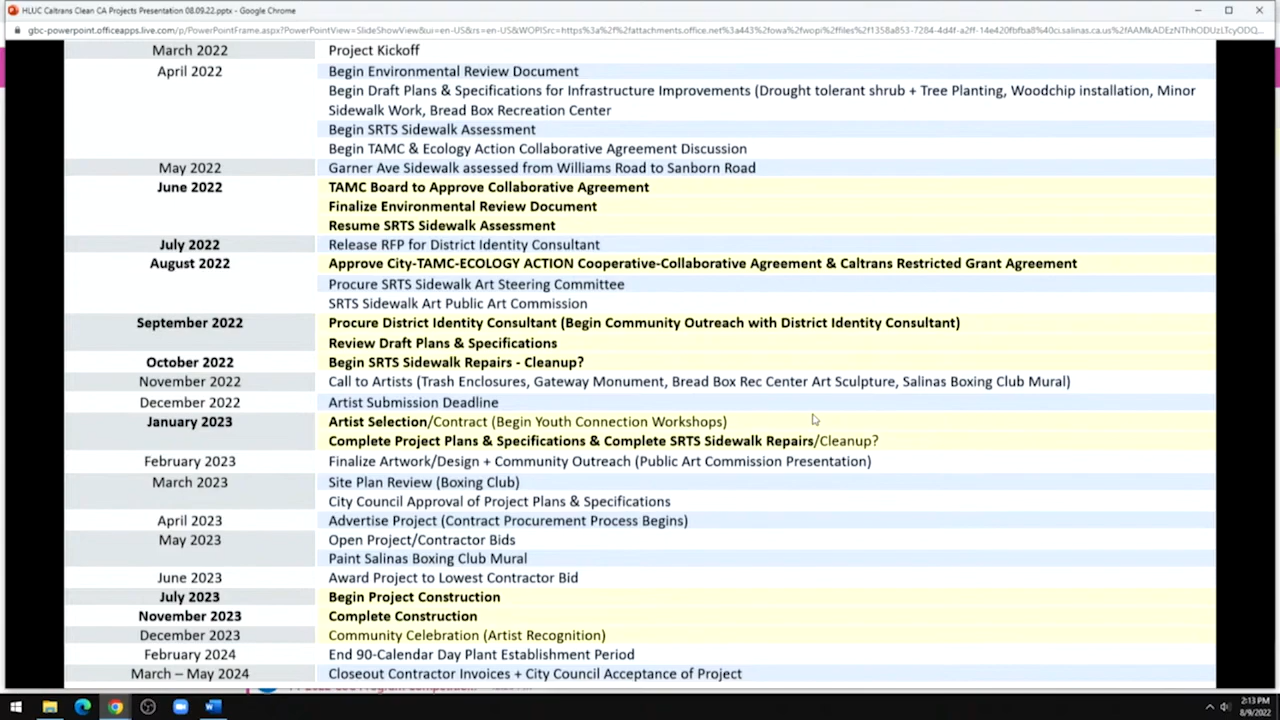 HLUC Caltrans Clean CA Projects Presentation 08.09.22.pptx - Google Chrome
March 2022 Project Kickoff
April 2022 Begin Environmental Review Document
Begin Draft Plans & Specifications for Infrastructure Improvements (Drought tolerant shrub + Tree Planting, Woodchip installation, Minor
Sidewalk Work, Bread Box Recreation Center
Begin SRTS Sidewalk Assessment
Begin TAMC & Ecology Action Collaborative Agreement Discussion
May 2022 Garner Ave Sidewalk assessed from Williams Road to Sanborn Road
June 2022 TAMC Board to Approve Collaborative Agreement
Finalize Environmental Review Document
Resume SRTS Sidewalk Assessment
July 2022 Release RFP for District Identity Consultant
August 2022 Approve City-TAMC-ECOLOGY ACTION Cooperative-Collaborative Agreement & Caltrans Restricted Grant Agreement
Procure SRTS Sidewalk Art Steering Committee
SRTS Sidewalk Art Public Art Commission
September 2022 Procure District Identity Consultant (Begin Community Outreach with District Identity Consultant)
Review Draft Plans & Specifications
October 2022 Begin SRTS Sidewalk Repairs - Cleanup?
November 2022 Call to Artists (Trash Enclosures, Gateway Monument, Bread Box Rec Center Art Sculpture, Salinas Boxing Club Mural)
December 2022 Artist Submission Deadline
January 2023 Artist Selection/Contract (Begin Youth Connection Workshops)
Complete Project Plans & Specifications & Complete SRTS Sidewalk Repairs/Cleanup?
February 2023 Finalize Artwork/Design + Community Outreach (Public Art Commission Presentation)
March 2023 Site Plan Review (Boxing Club)
City Council Approval of Project Plans & Specifications
April 2023 Advertise Project (Contract Procurement Process Begins)
May 2023 Open Project/Contractor Bids
Paint Salinas Boxing Club Mural
June 2023 Award Project to Lowest Contractor Bid
July 2023 Begin Project Construction
November 2023 Complete Construction
December 2023 Community Celebration (Artist Recognition)
February 2024 End 90-Calendar Day Plant Establishment Period
March – May 2024 Closeout Contractor Invoices + City Council Acceptance of Project
2:13 PM
8/9/2022